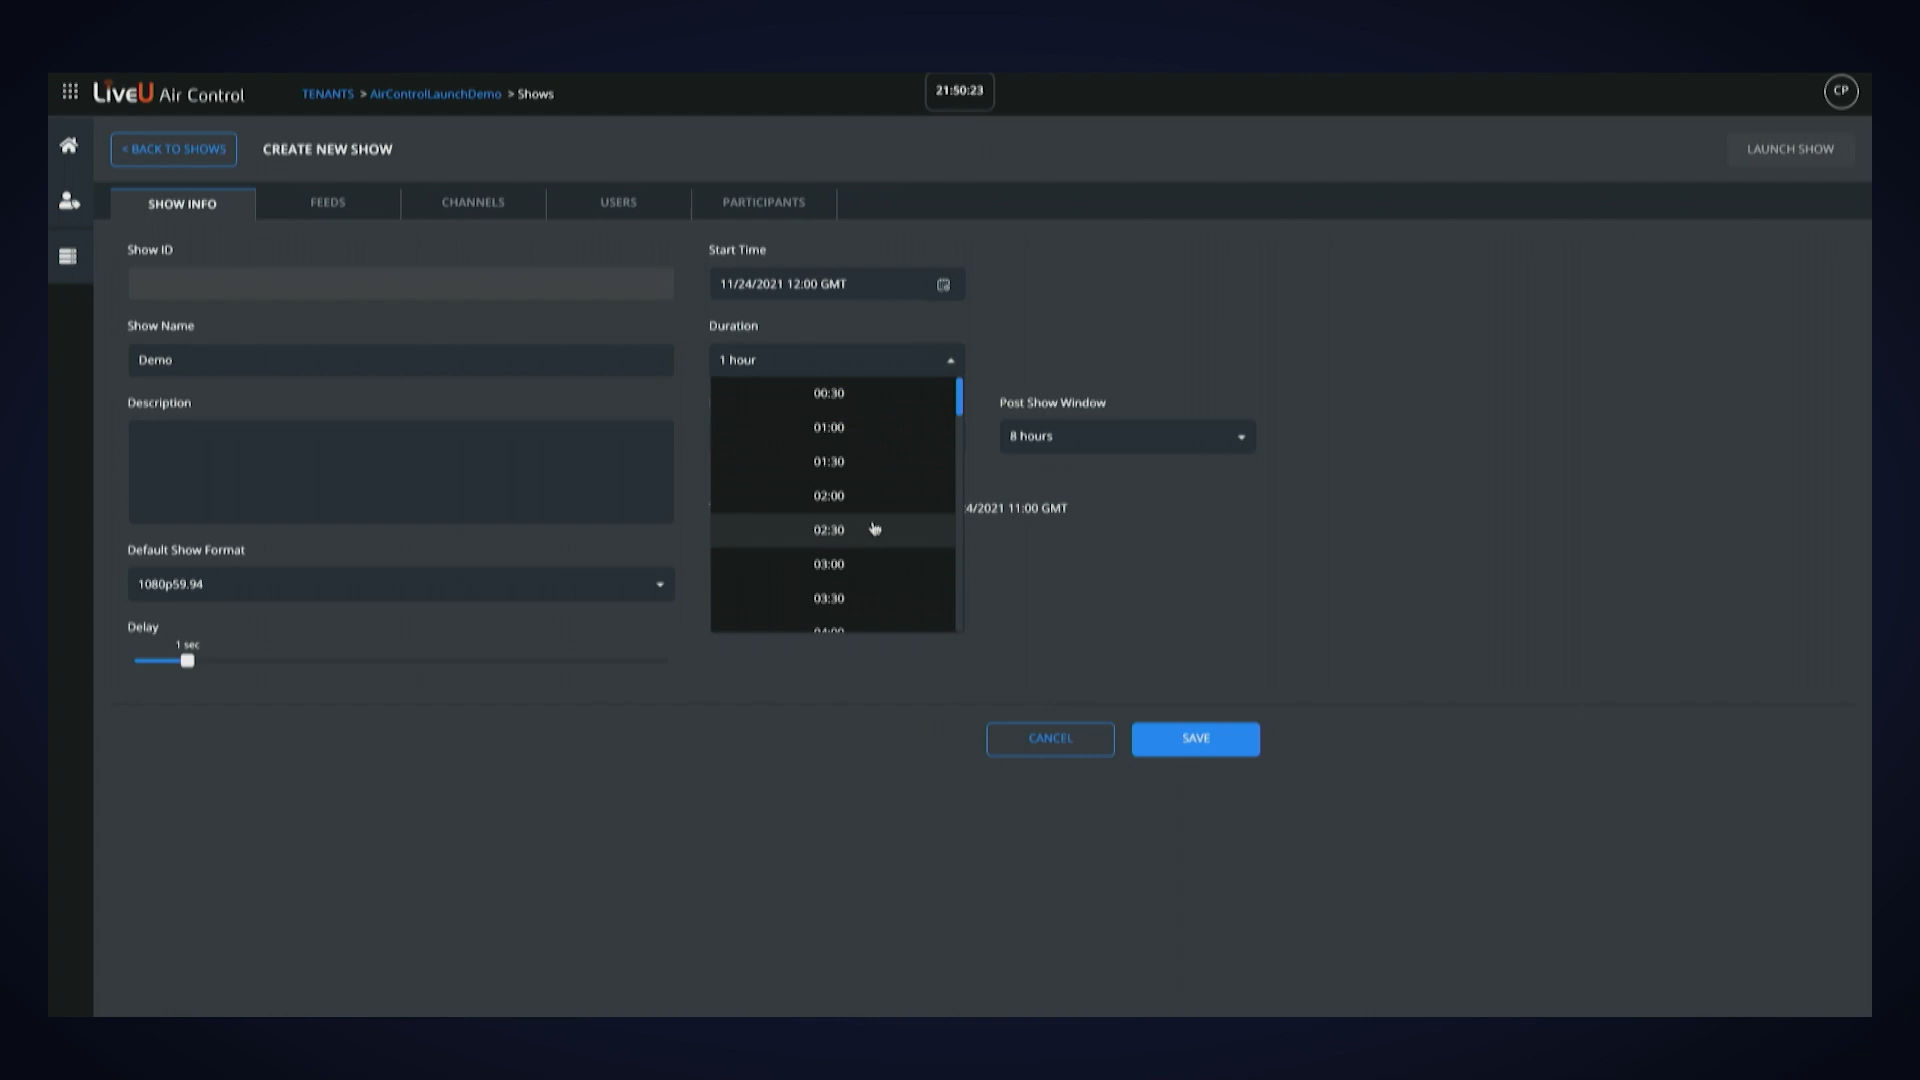 LiveU Air Control
TENANTS > AirControlLaunchDemo > Shows
21:50:23
CP
< BACK TO SHOWS
CREATE NEW SHOW
LAUNCH SHOW
SHOW INFO
FEEDS
CHANNELS
USERS
PARTICIPANTS
Show ID
Start Time
11/24/2021 12:00 GMT
Show Name
Duration
Demo
1 hour
Description
00:30
01:00
01:30
02:00
02:30
03:00
03:30
04:00
Post Show Window
8 hours
4/2021 11:00 GMT
Default Show Format
1080p59.94
Delay
1 sec
CANCEL
SAVE